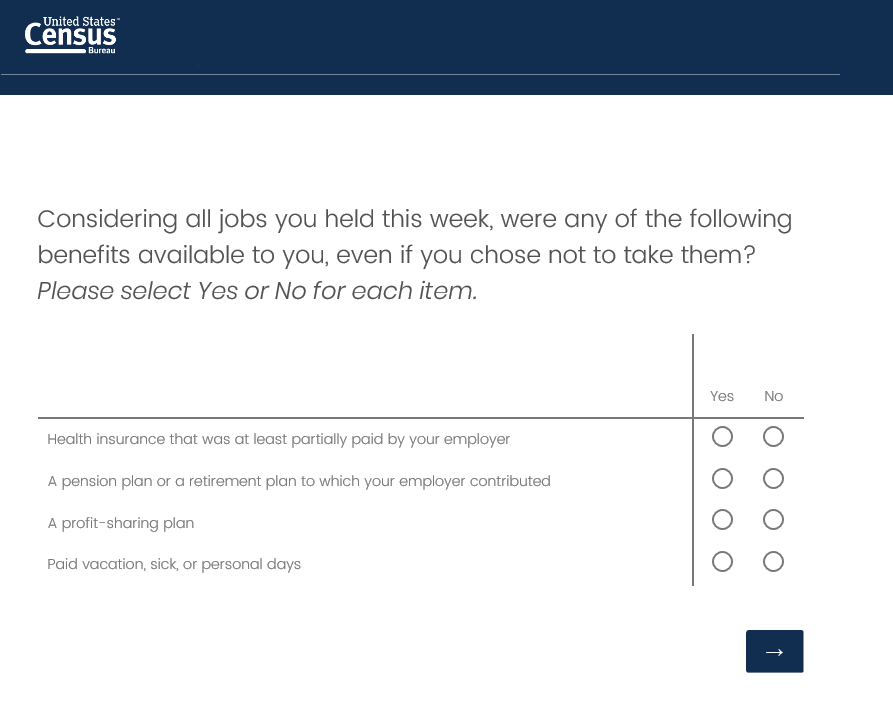 United States™
Census
Bureau
Considering all jobs you held this week, were any of the following
benefits available to you, even if you chose not to take them?
Please select Yes or No for each item.
Yes No
Health insurance that was at least partially paid by your employer
A pension plan or a retirement plan to which your employer contributed
A profit-sharing plan
Paid vacation, sick, or personal days
→